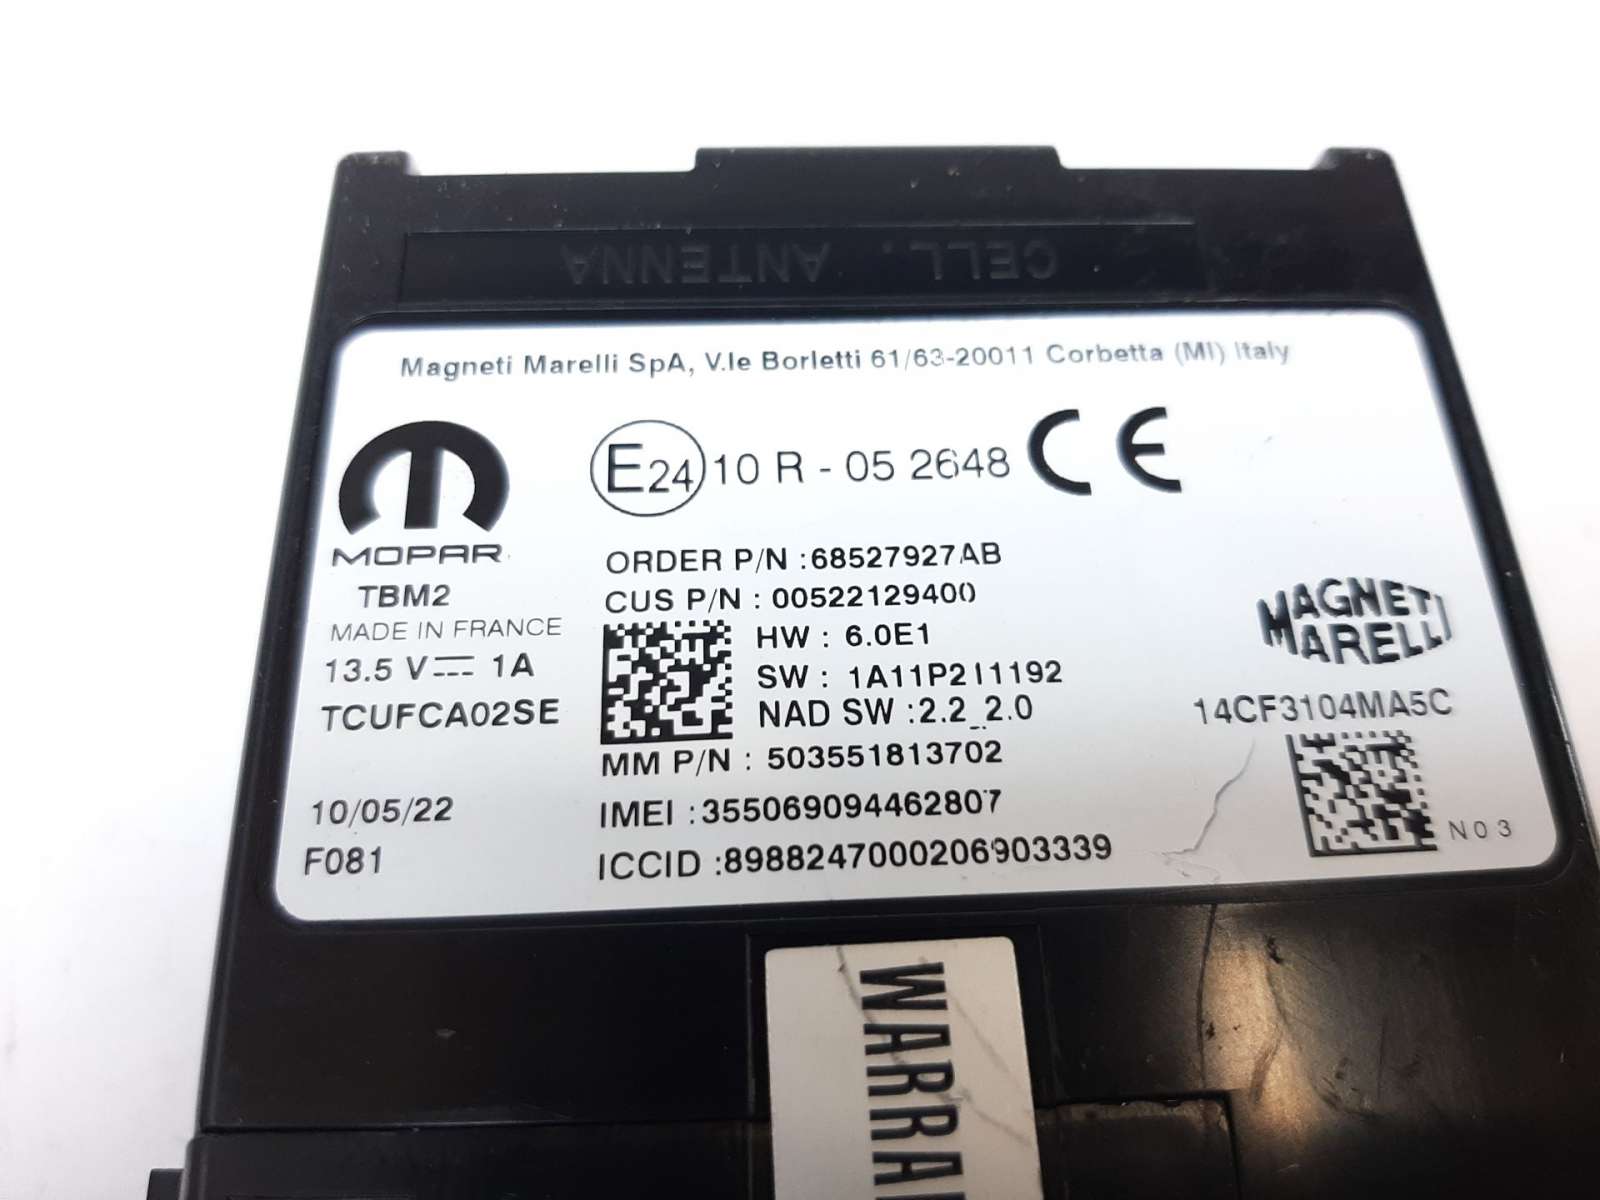 CELL. ANTENNA
Magneti Marelli SpA, V.le Borletti 61/63-20011 Corbetta (MI) Italy
E24 10 R - 05 2648 CE
MOPAR
TBM2
MADE IN FRANCE
13.5 V⎓ 1A
TCUFCA02SE
10/05/22
F081
ORDER P/N :68527927AB
CUS P/N : 00522129400
HW : 6.0E1
SW : 1A11P2I1192
NAD SW :2.2_2.0
MM P/N : 503551813702
IMEI :355069094462807
ICCID :8988247000206903339
MAGNETI
MARELLI
14CF3104MA5C
N03
WARRA